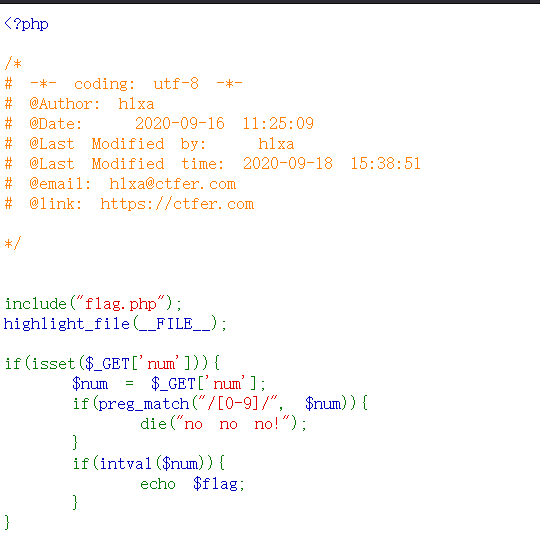 <?php
/*
# -*- coding: utf-8 -*-
# @Author: h1xa
# @Date:   2020-09-16 11:25:09
# @Last Modified by:   h1xa
# @Last Modified time: 2020-09-18 15:38:51
# @email: h1xa@ctfer.com
# @link: https://ctfer.com
*/
include("flag.php");
highlight_file(__FILE__);
if(isset($_GET['num'])){
$num = $_GET['num'];
if(preg_match("/[0-9]/", $num)){
die("no no no!");
}
if(intval($num)){
echo $flag;
}
}